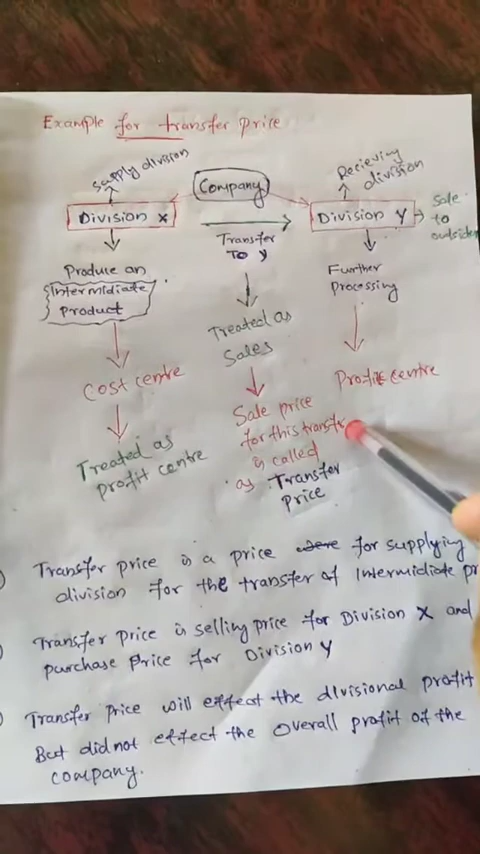 Example for transfer price
Supply division
Company
Recieving division
Division X
Transfer TO Y
Division Y
Sale to outside
Produce an
Intermidiate
Product
Treated as
Sales
Further
Processing
Cost centre
Profit centre
Treated as
profit centre
Sale price
for this transfr
is called
as Transfer
price
Transfer price is a price for supplying
division for the transfer of Intermidiate pr
Transfer price is selling price for Division X and
purchase price for Division Y
Transfer price will effect the divisional profit
But did not effect the overall profit of the
company.